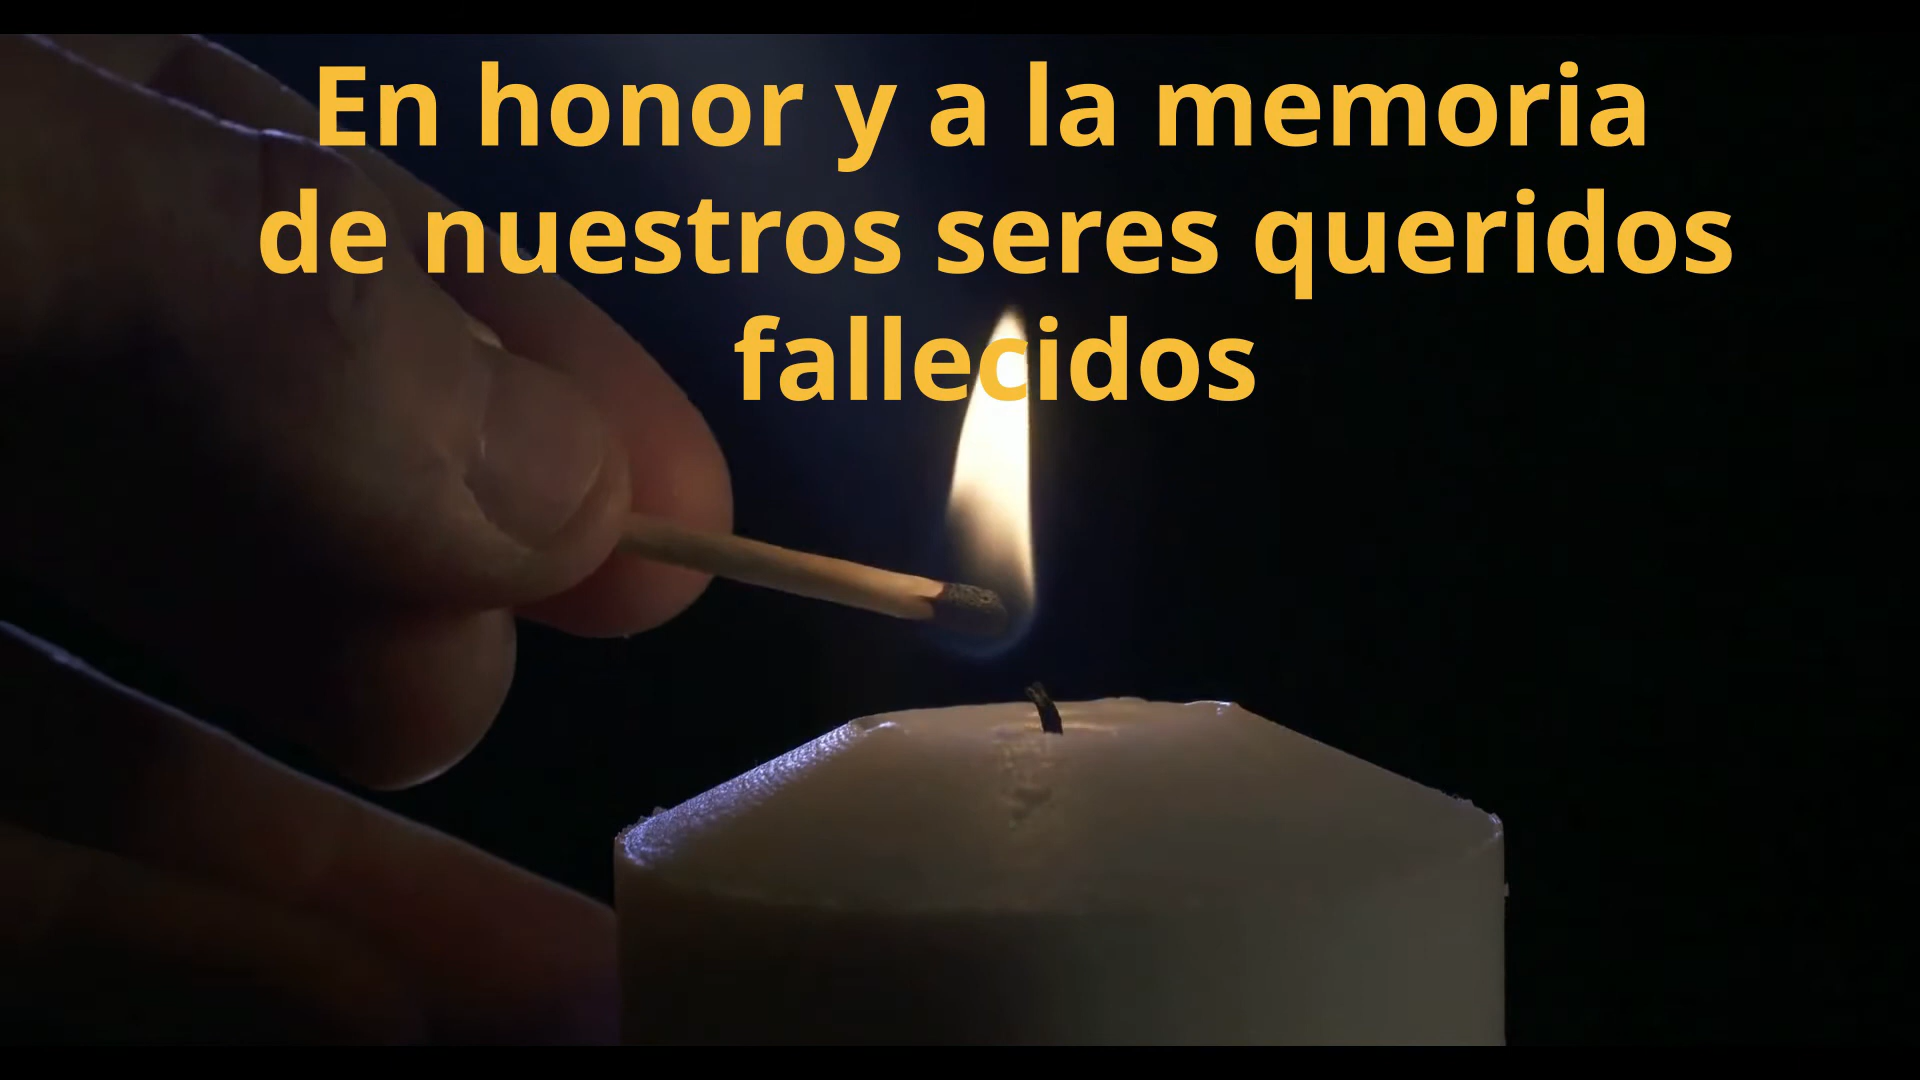 En honor y a la memoria
de nuestros seres queridos
fallecidos